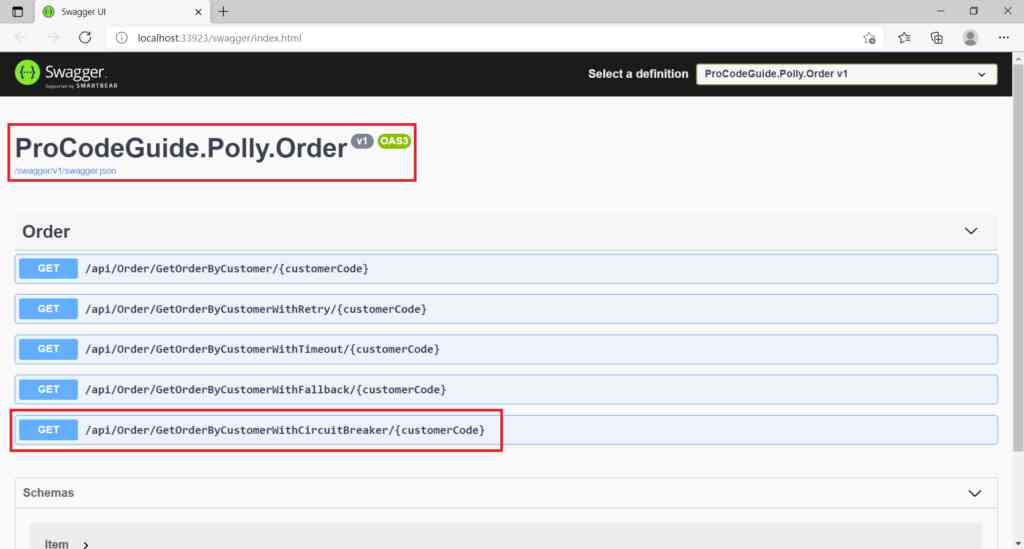 Swagger UI
localhost:33923/swagger/index.html
Swagger.
Supported by SMARTBEAR
Select a definition
ProCodeGuide.Polly.Order v1
ProCodeGuide.Polly.Order v1 OAS3
/swagger/v1/swagger.json
Order
GET /api/Order/GetOrderByCustomer/{customerCode}
GET /api/Order/GetOrderByCustomerWithRetry/{customerCode}
GET /api/Order/GetOrderByCustomerWithTimeout/{customerCode}
GET /api/Order/GetOrderByCustomerWithFallback/{customerCode}
GET /api/Order/GetOrderByCustomerWithCircuitBreaker/{customerCode}
Schemas
Item